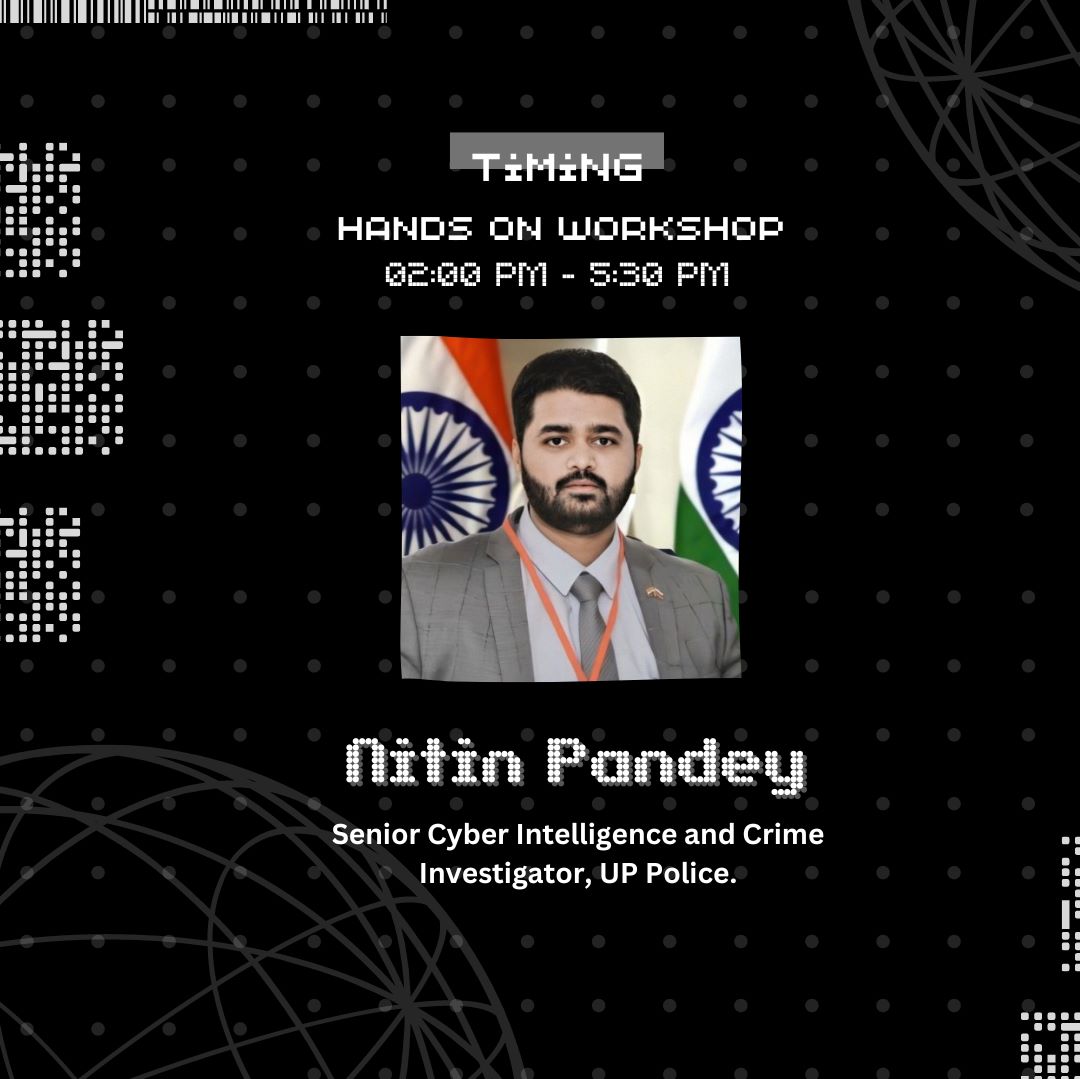 TiMiNG
HANDS ON WORKSHOP
02:00 PM - 5:30 PM
Nitin Pandey
Senior Cyber Intelligence and Crime
Investigator, UP Police.